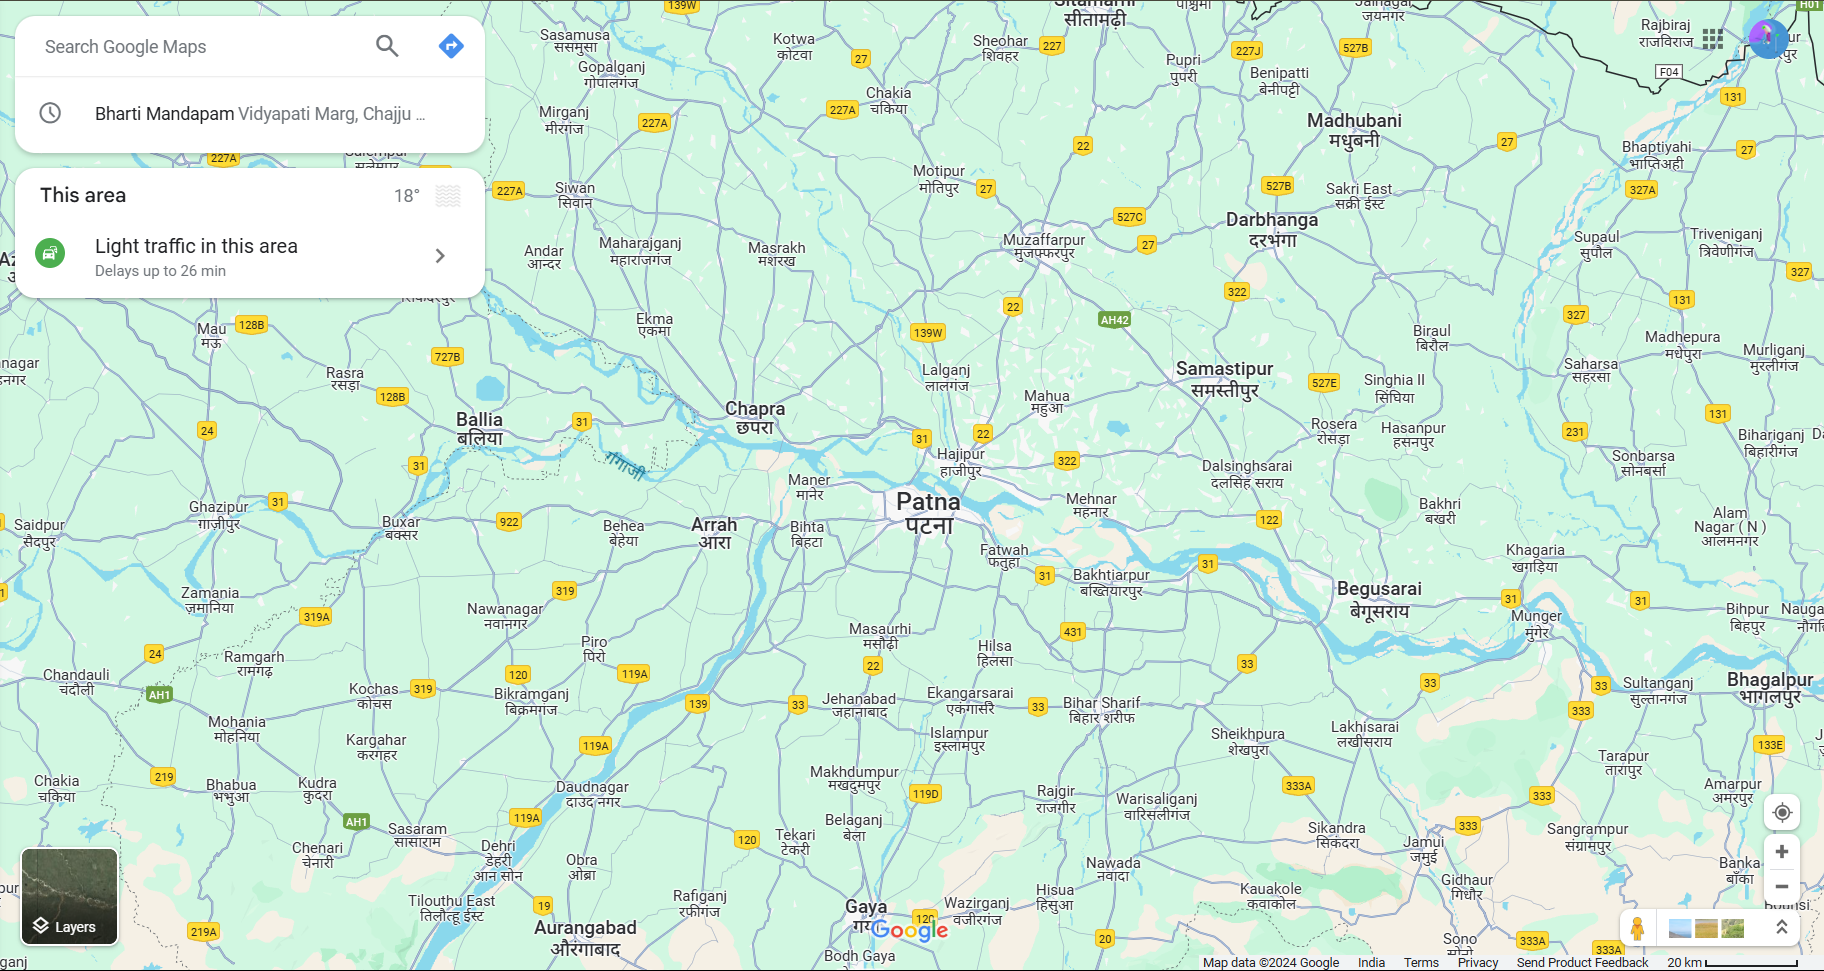 Search Google Maps
Bharti Mandapam Vidyapati Marg, Chajju ...
This area
18°
Light traffic in this area
Delays up to 26 min
139W
सीतामढ़ी
जयनगर
H01
Sasamusa
ससमुसा
Kotwa
कोटवा
27
Sheohar
शिवहर
227
227J
527B
Rajbiraj
राजविराज
F04
Gopalganj
गोपालगंज
Pupri
पुपरी
Benipatti
बेनीपट्टी
Chakia
चकिया
227A
131
Mirganj
मीरगंज
227A
Madhubani
मधुबनी
22
27
Bhaptiyahi
भाप्तिअही
27
227A
Motipur
मोतिपुर
27
527B
Sakri East
सक्री ईस्ट
327A
Siwan
सिवान
227A
527C
Darbhanga
दरभंगा
27
Supaul
सुपौल
Triveniganj
त्रिवेणीगंज
Andar
आन्दर
Maharajganj
महाराजगंज
Masrakh
मशरख
Muzaffarpur
मुजफ्फरपुर
327
322
131
22
327
AH42
Mau
मऊ
128B
Ekma
एकमा
139W
Biraul
बिरौल
Madhepura
मधेपुरा
Murliganj
मुरलीगंज
727B
Saharsa
सहरसा
Rasra
रसड़ा
Lalganj
लालगंज
Samastipur
समस्तीपुर
527E
Singhia II
सिंघिया
128B
Mahua
महुआ
Ballia
बलिया
31
Chapra
छपरा
131
24
Rosera
रोसड़ा
Hasanpur
हसनपुर
231
Bihariganj
बिहारीगंज
31
22
31
गंगाजी
Hajipur
हाजीपुर
322
Dalsinghsarai
दलसिंह सराय
Sonbarsa
सोनबर्सा
Maner
मानेर
Patna
पटना
Mehnar
महनार
Bakhri
बखरी
Ghazipur
ग़ाज़ीपुर
31
Saidpur
सैदपुर
Buxar
बक्सर
922
Behea
बेहेया
Arrah
आरा
Bihta
बिहटा
122
Alam
Nagar ( N )
आलमनगर
Fatwah
फतुहा
31
Khagaria
खगड़िया
31
Bakhtiarpur
बख्तियारपुर
Begusarai
बेगूसराय
31
31
Zamania
ज़मानिया
319
319A
Nawanagar
नवानगर
Munger
मुंगेर
Bihpur
बिहपुर
Masaurhi
मसौढ़ी
431
Piro
पिरो
Hilsa
हिलसा
24
Ramgarh
रामगढ़
22
33
Chandauli
चंदौली
AH1
Kochas
कोचस
319
120
119A
Bikramganj
बिक्रमगंज
139
33
Jehanabad
जहानाबाद
Ekangarsarai
एकंगारसरै
33
Bihar Sharif
बिहार शरीफ
33
33
Sultanganj
सुल्तानगंज
Bhagalpur
भागलपुर
333
Mohania
मोहनिया
Kargahar
करगहर
119A
Islampur
इस्लामपुर
Sheikhpura
शेखपुरा
Lakhisarai
लखीसराय
133E
Tarapur
तारापुर
Chakia
चकिया
219
Bhabua
भभुआ
Kudra
कुदरा
Daudnagar
दाउदनगर
Makhdumpur
मखदुमपुर
119D
Rajgir
राजगीर
Warisaliganj
वारिसलीगंज
333A
333
Amarpur
अमरपुर
AH1
119A
Sasaram
सासाराम
Belaganj
बेला
Chenari
चेनारी
Dehri
डेहरी
आन सोन
Obra
ओब्रा
120
Tekari
टेकरी
Sikandra
सिकंदरा
333
Jamui
जमुई
Sangrampur
संग्रामपुर
Nawada
नवादा
Banka
बाँका
Tilouthu East
तिलौत्हू ईस्ट
19
Rafiganj
रफीगंज
Gaya
120
Wazirganj
वजीरगंज
Hisua
हिसुआ
Kauakole
कवाकोल
Gidhaur
गिधौर
219A
Aurangabad
औरंगाबाद
Google
Bodh Gaya
20
Sono
333A
333A
Layers
Map data ©2024 Google India Terms Privacy Send Product Feedback 20 km